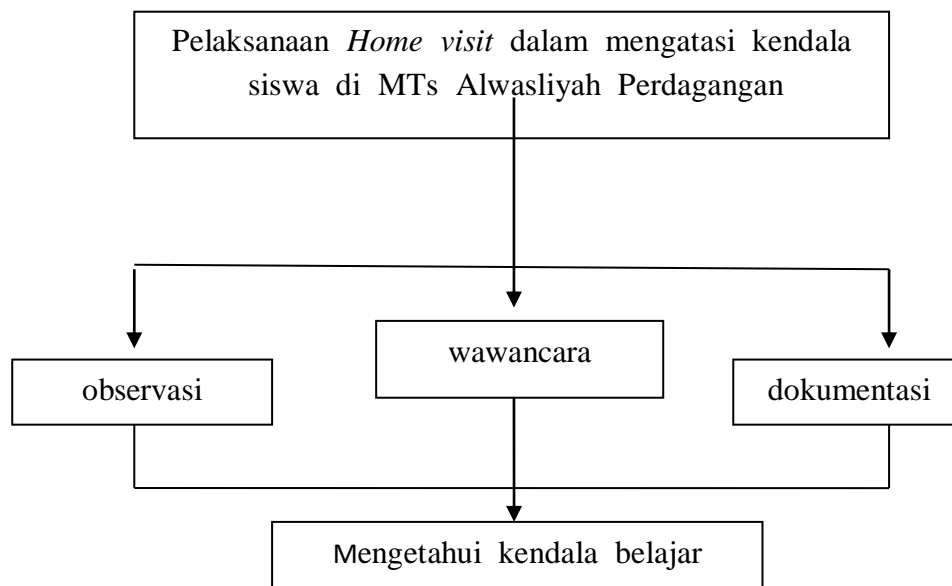 Pelaksanaan Home visit dalam mengatasi kendala
siswa di MTs Alwasliyah Perdagangan
wawancara
observasi
dokumentasi
Mengetahui kendala belajar